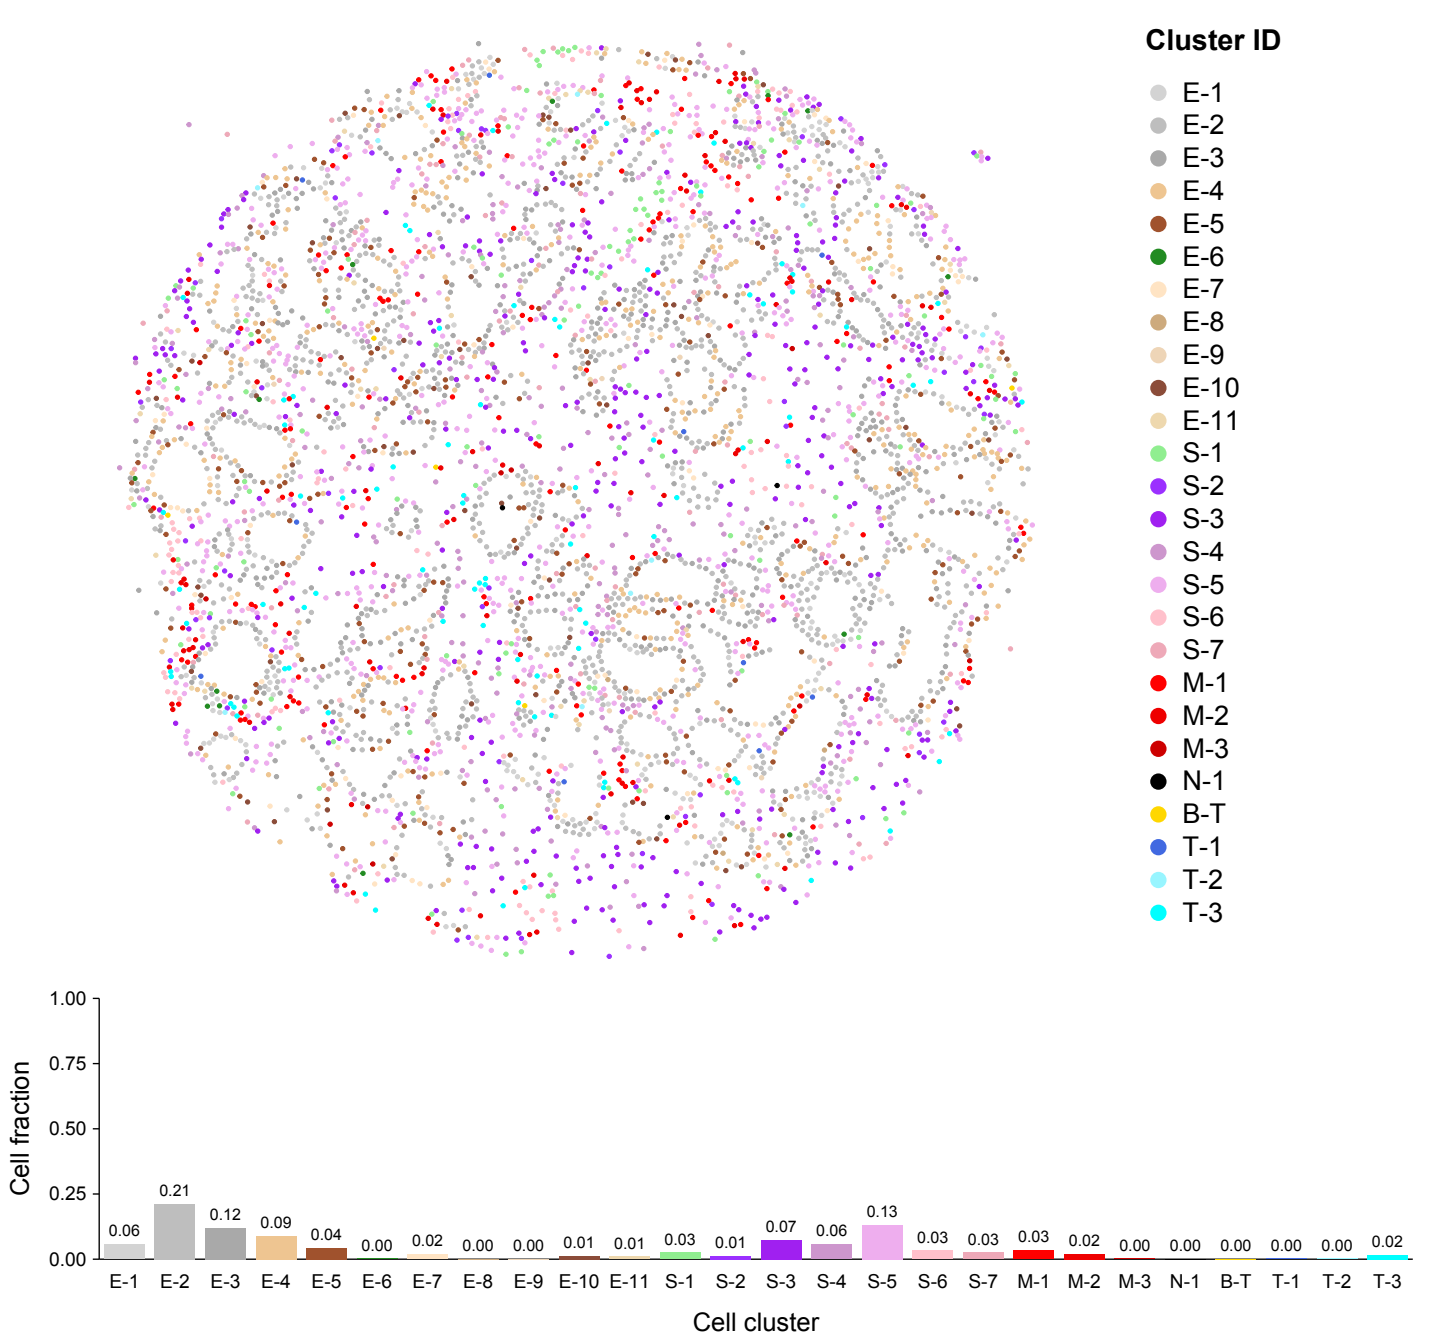 Cluster ID
E-1
E-2
E-3
E-4
E-5
E-6
E-7
E-8
E-9
E-10
E-11
S-1
S-2
S-3
S-4
S-5
S-6
S-7
M-1
M-2
M-3
N-1
B-T
T-1
T-2
T-3
1.00
0.75
0.50
0.25
0.00
Cell fraction
0.06 0.21 0.12 0.09 0.04 0.00 0.02 0.00 0.00 0.01 0.01 0.03 0.01 0.07 0.06 0.13 0.03 0.03 0.03 0.02 0.00 0.00 0.00 0.00 0.00 0.02
E-1 E-2 E-3 E-4 E-5 E-6 E-7 E-8 E-9 E-10 E-11 S-1 S-2 S-3 S-4 S-5 S-6 S-7 M-1 M-2 M-3 N-1 B-T T-1 T-2 T-3
Cell cluster